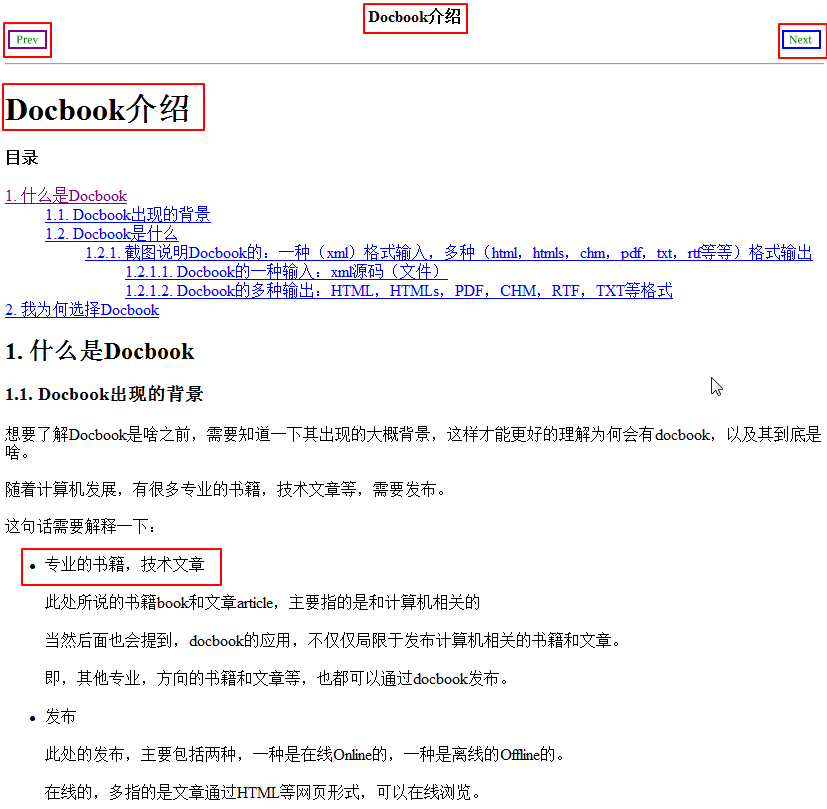 Docbook介绍
Prev
Next
Docbook介绍
目录
1. 什么是Docbook
1.1. Docbook出现的背景
1.2. Docbook是什么
1.2.1. 截图说明Docbook的：一种（xml）格式输入，多种（html，htmls，chm，pdf，txt，rtf等等）格式输出
1.2.1.1. Docbook的一种输入：xml源码（文件）
1.2.1.2. Docbook的多种输出：HTML，HTMLs，PDF，CHM，RTF，TXT等格式
2. 我为何选择Docbook
1. 什么是Docbook
1.1. Docbook出现的背景
想要了解Docbook是啥之前，需要知道一下其出现的大概背景，这样才能更好的理解为何会有docbook，以及其到底是
啥。
随着计算机发展，有很多专业的书籍，技术文章等，需要发布。
这句话需要解释一下：
• 专业的书籍，技术文章
此处所说的书籍book和文章article，主要指的是和计算机相关的
当然后面也会提到，docbook的应用，不仅仅局限于发布计算机相关的书籍和文章。
即，其他专业，方向的书籍和文章等，也都可以通过docbook发布。
• 发布
此处的发布，主要包括两种，一种是在线Online的，一种是离线的Offline的。
在线的，多指的是文章通过HTML等网页形式，可以在线浏览。